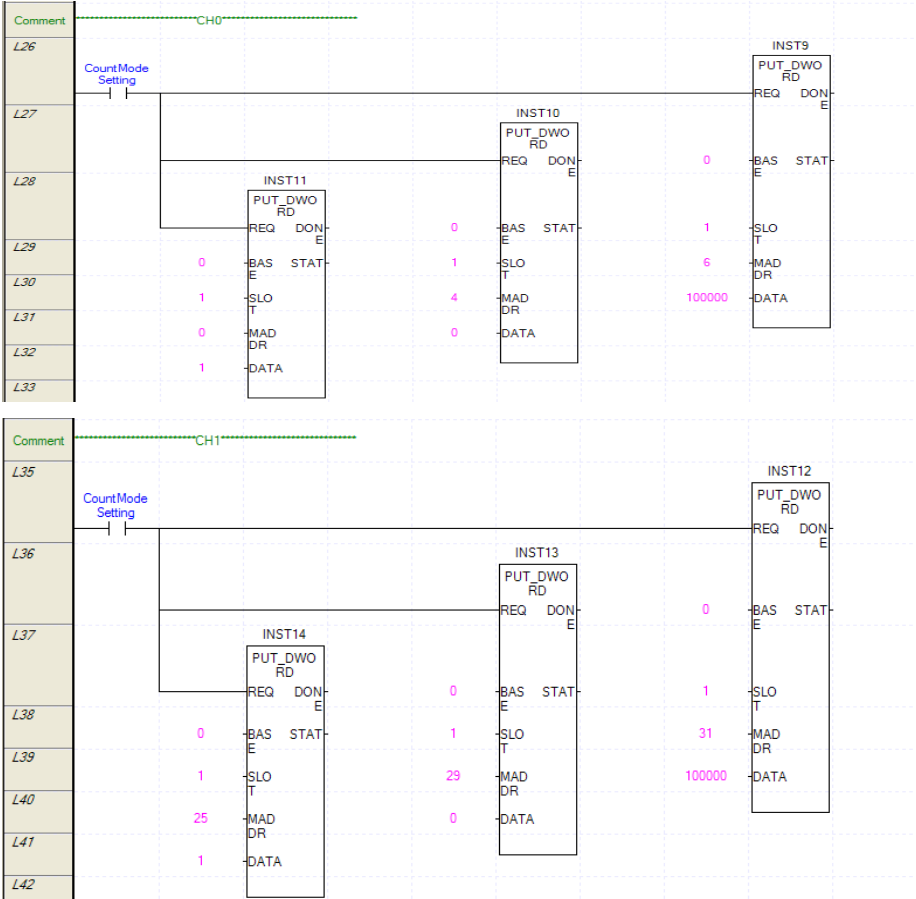 Comment CH0
L26 INST9
CountMode
Setting
PUT_DWO
RD
REQ DON
E
L27 INST10
PUT_DWO
RD
REQ DON
E
0 BAS STAT
E
L28 INST11
PUT_DWO
RD
REQ DON
E
0 BAS STAT
E
1 SLO
T
L29
0 BAS STAT
E
1 SLO
T
6 MAD
DR
L30
1 SLO
T
4 MAD
DR
100000 DATA
L31
0 MAD
DR
0 DATA
L32
1 DATA
L33
Comment CH1
L35 INST12
CountMode
Setting
PUT_DWO
RD
REQ DON
E
L36 INST13
PUT_DWO
RD
REQ DON
E
0 BAS STAT
E
L37 INST14
PUT_DWO
RD
REQ DON
E
0 BAS STAT
E
1 SLO
T
L38
0 BAS STAT
E
1 SLO
T
31 MAD
DR
L39
1 SLO
T
29 MAD
DR
100000 DATA
L40
25 MAD
DR
0 DATA
L41
1 DATA
L42